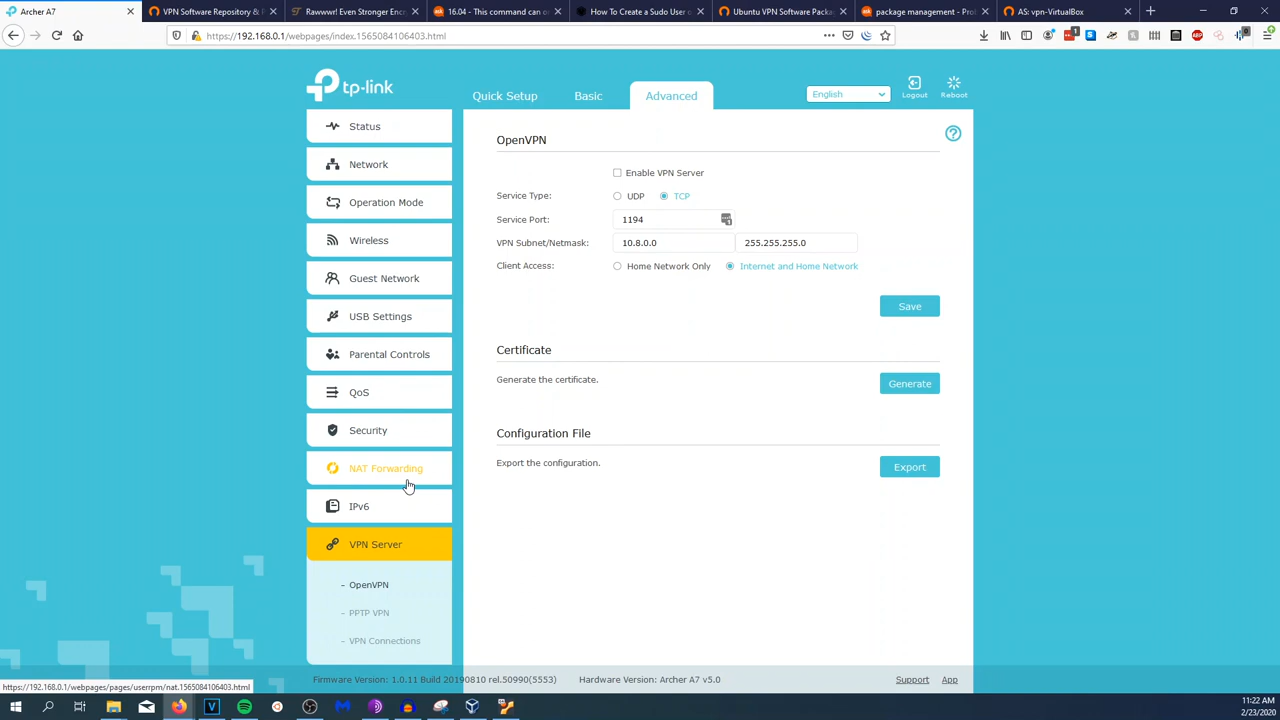 Archer A7
VPN Software Repository & P
Rawwwr! Even Stronger Enc
16.04 - This command can o
How To Create a Sudo User o
Ubuntu VPN Software Packa
package management - Pro
AS: vpn-VirtualBox
https://192.168.0.1/webpages/index.1565084106403.html
tp-link
Quick Setup
Basic
Advanced
English
Logout
Reboot
Status
Network
Operation Mode
Wireless
Guest Network
USB Settings
Parental Controls
QoS
Security
NAT Forwarding
IPv6
VPN Server
- OpenVPN
- PPTP VPN
- VPN Connections
OpenVPN
Enable VPN Server
Service Type: UDP TCP
Service Port: 1194
VPN Subnet/Netmask: 10.8.0.0 255.255.255.0
Client Access: Home Network Only Internet and Home Network
Save
Certificate
Generate the certificate. Generate
Configuration File
Export the configuration. Export
https://192.168.0.1/webpages/pages/userrpm/nat.1565084106403.html
Firmware Version: 1.0.11 Build 20190810 rel.50990(5553) Hardware Version: Archer A7 v5.0 Support App
11:22 AM
2/23/2020